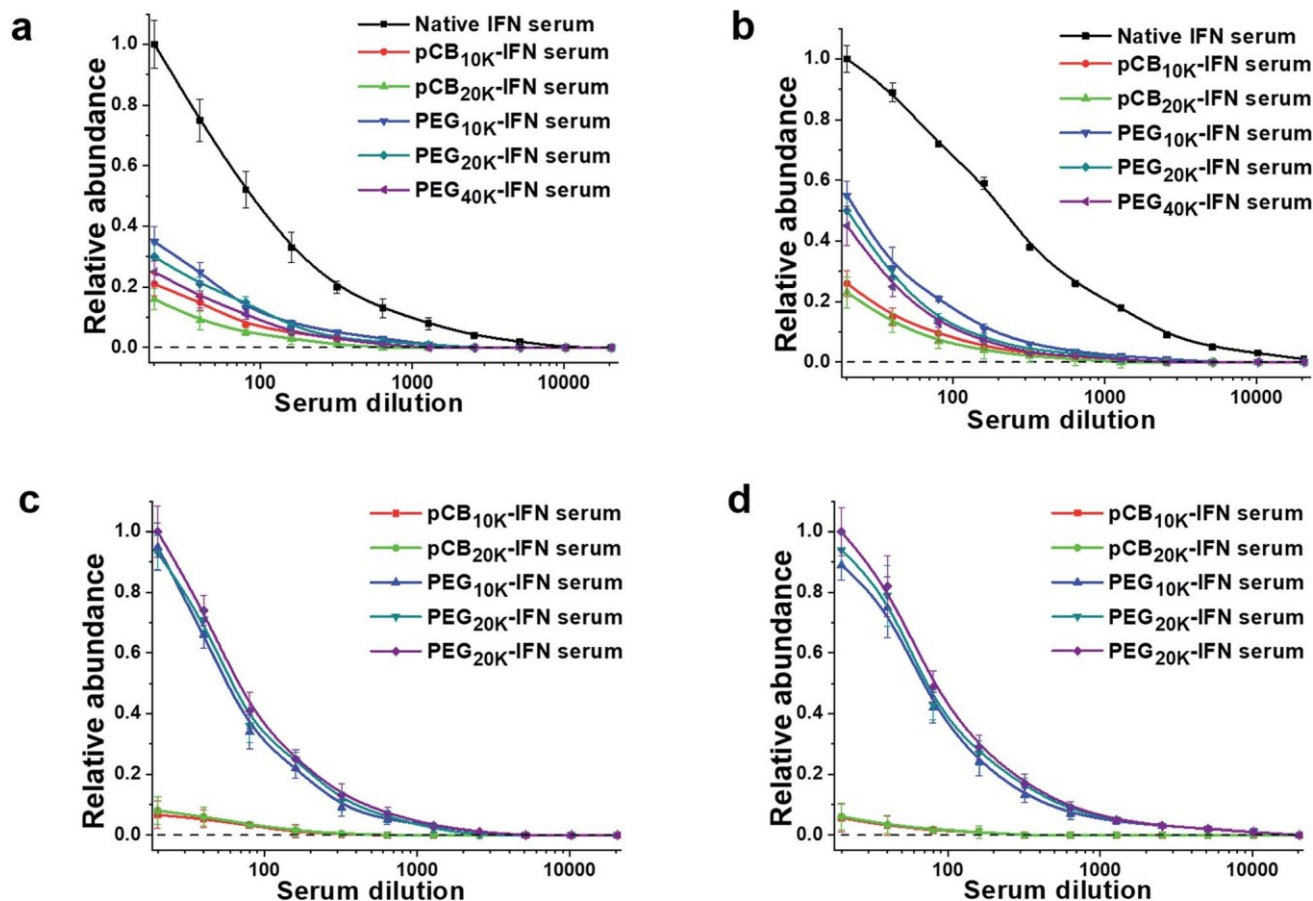 a
Relative abundance
1.0
0.8
0.6
0.4
0.2
0.0
100
1000
10000
Serum dilution
Native IFN serum
pCB10K-IFN serum
pCB20K-IFN serum
PEG10K-IFN serum
PEG20K-IFN serum
PEG40K-IFN serum
b
Relative abundance
1.0
0.8
0.6
0.4
0.2
0.0
100
1000
10000
Serum dilution
Native IFN serum
pCB10K-IFN serum
pCB20K-IFN serum
PEG10K-IFN serum
PEG20K-IFN serum
PEG40K-IFN serum
c
Relative abundance
1.0
0.8
0.6
0.4
0.2
0.0
100
1000
10000
Serum dilution
pCB10K-IFN serum
pCB20K-IFN serum
PEG10K-IFN serum
PEG20K-IFN serum
PEG20K-IFN serum
d
Relative abundance
1.0
0.8
0.6
0.4
0.2
0.0
100
1000
10000
Serum dilution
pCB10K-IFN serum
pCB20K-IFN serum
PEG10K-IFN serum
PEG20K-IFN serum
PEG20K-IFN serum